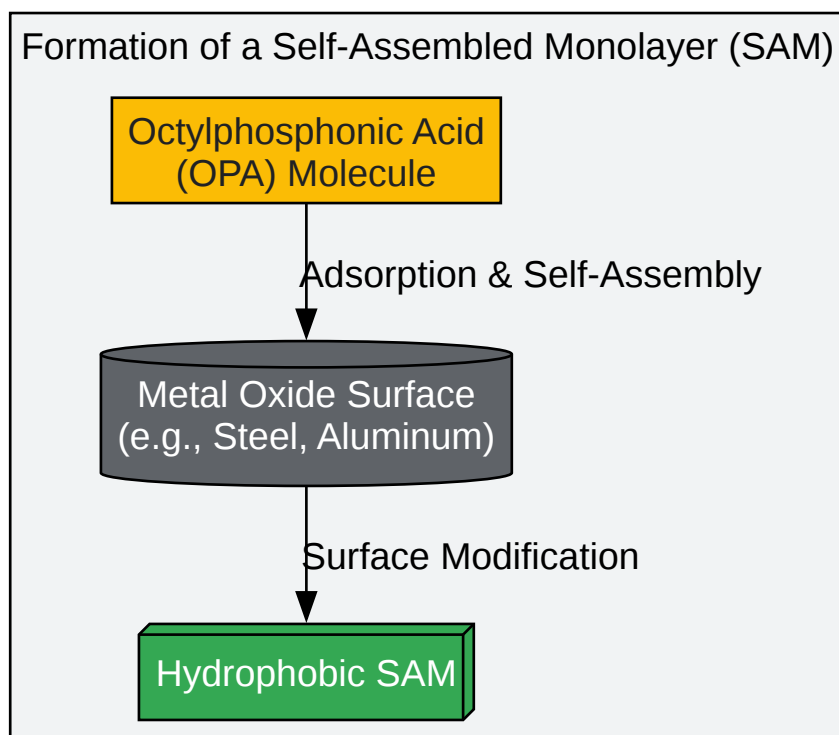 Formation of a Self-Assembled Monolayer (SAM)
Octylphosphonic Acid
(OPA) Molecule
Adsorption & Self-Assembly
Metal Oxide Surface
(e.g., Steel, Aluminum)
Surface Modification
Hydrophobic SAM